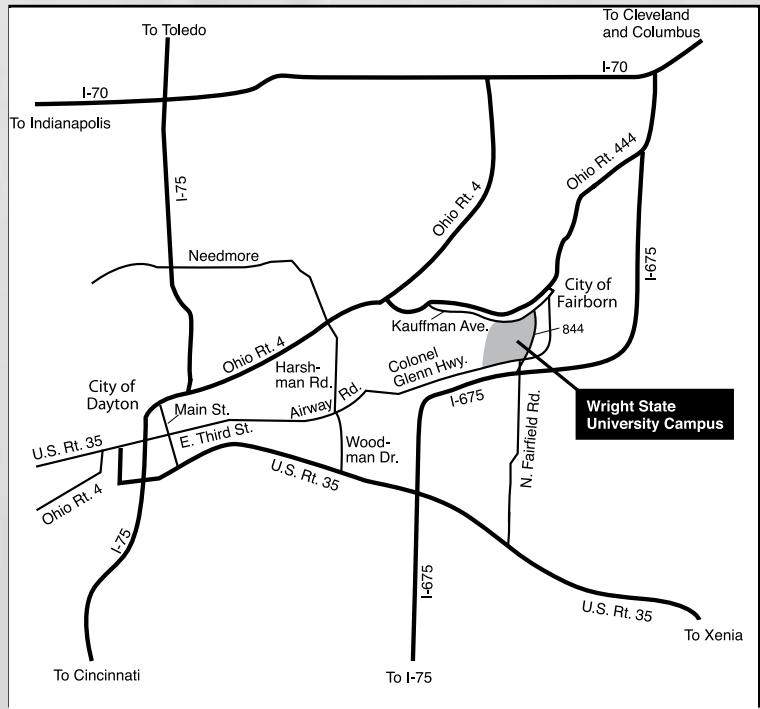 To Toledo
To Cleveland
and Columbus
I-70
I-70
To Indianapolis
Ohio Rt. 444
I-75
Ohio Rt. 4
I-675
Needmore
City of
Fairborn
Kauffman Ave.
844
Ohio Rt. 4
Harsh-
man Rd.
Colonel
Glenn Hwy.
City of
Dayton
Main St.
Airway Rd.
I-675
Wright State
University Campus
E. Third St.
U.S. Rt. 35
Wood-
man Dr.
N. Fairfield Rd.
U.S. Rt. 35
Ohio Rt. 4
I-75
I-675
U.S. Rt. 35
To Xenia
To Cincinnati
To I-75